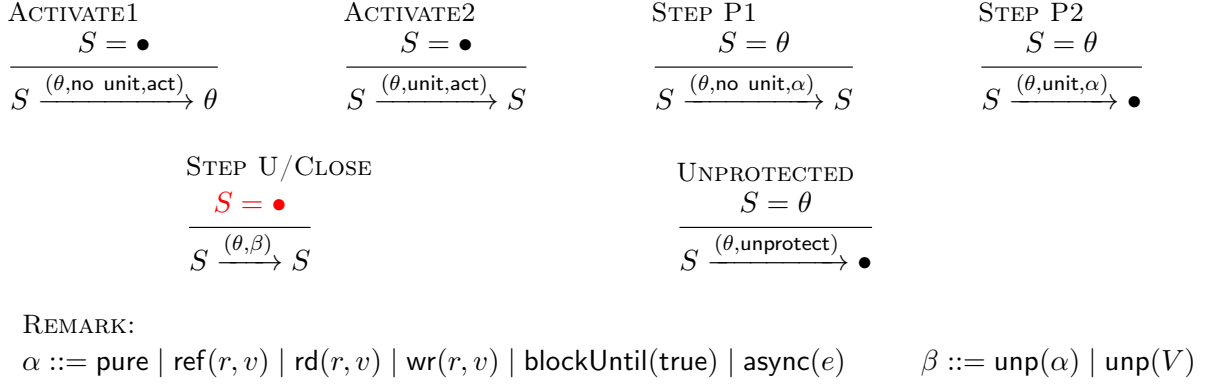 ACTIVATE1 ACTIVATE2 STEP P1 STEP P2
S = • S = • S = θ S = θ
S (θ,no unit,act)→ θ S (θ,unit,act)→ S S (θ,no unit,α)→ S S (θ,unit,α)→ •
STEP U/CLOSE UNPROTECTED
S = • S = θ
S (θ,β)→ S S (θ,unprotect)→ •
REMARK:
α ::= pure | ref(r, v) | rd(r, v) | wr(r, v) | blockUntil(true) | async(e) β ::= unp(α) | unp(V)